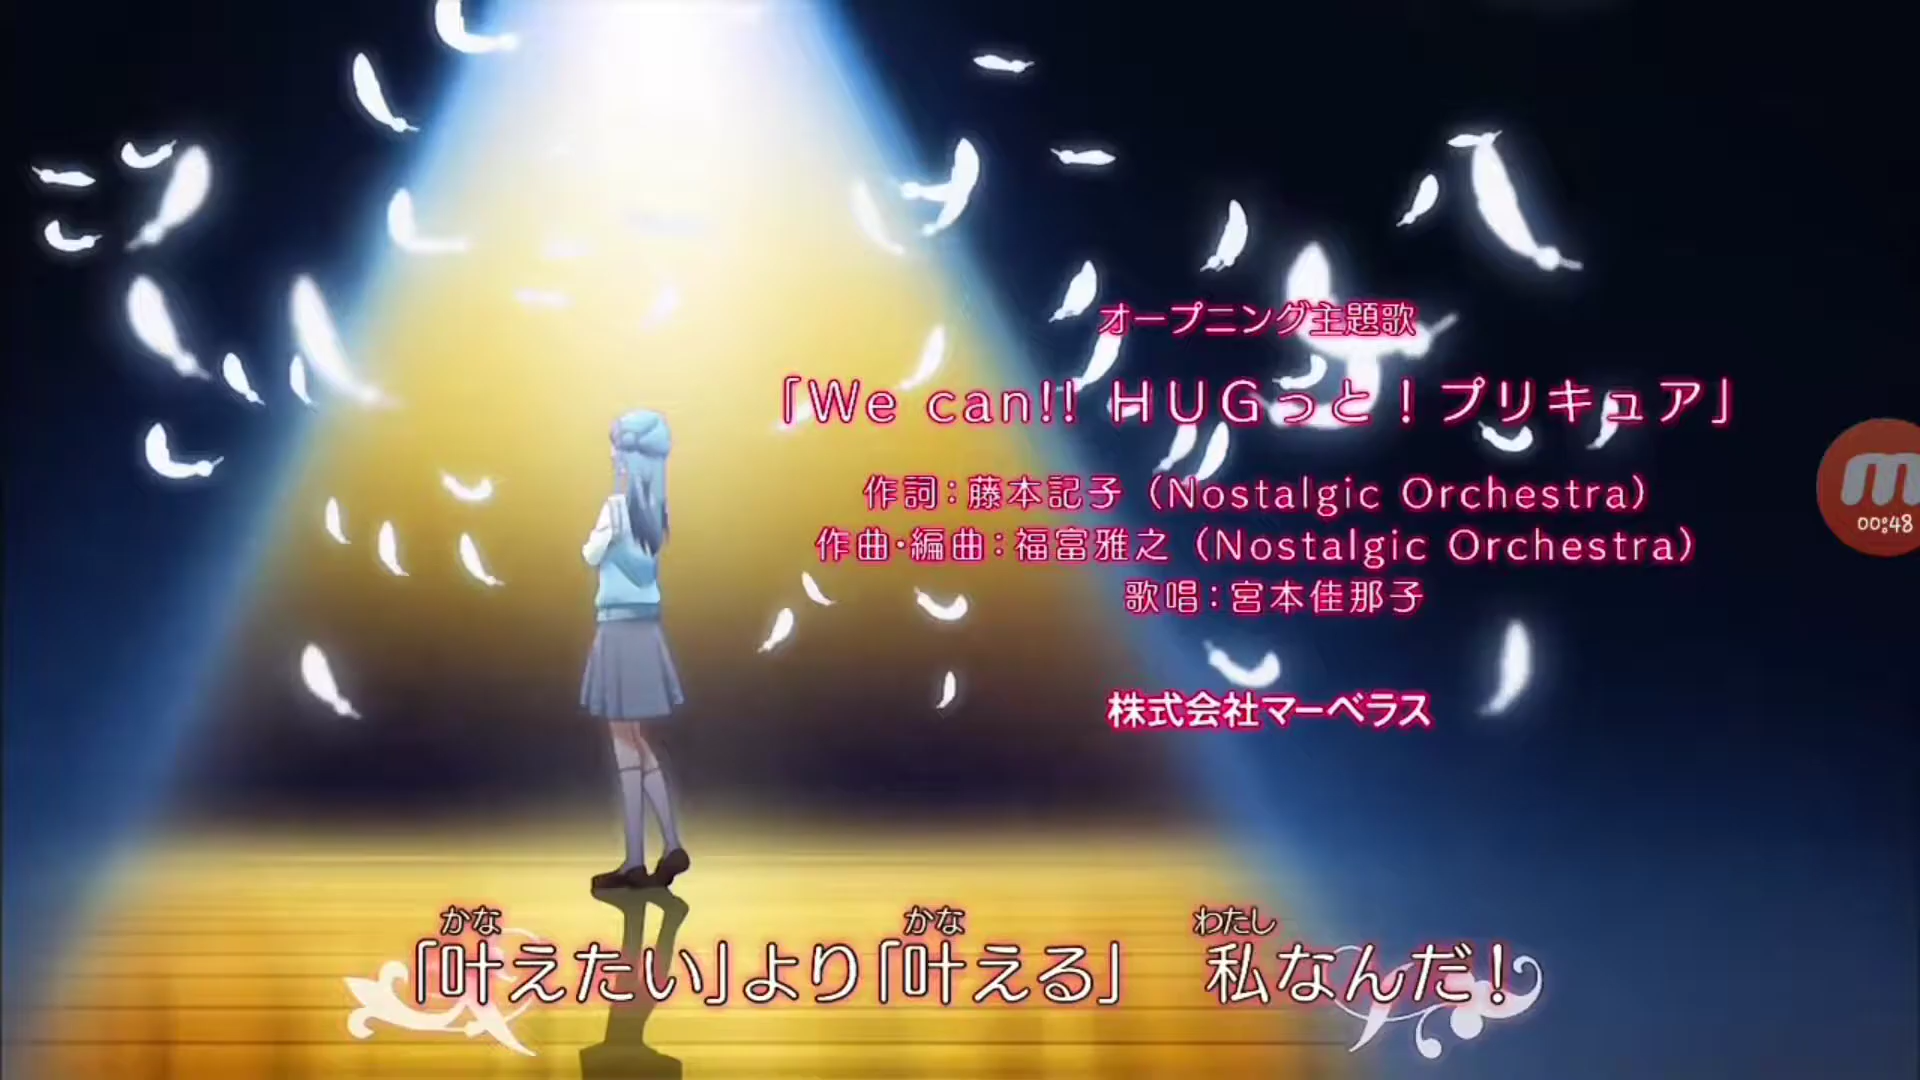 オープニング主題歌
「We can!! HUGっと！プリキュア」
作詞：藤本記子（Nostalgic Orchestra）
作曲・編曲：福富雅之（Nostalgic Orchestra）
歌唱：宮本佳那子
株式会社マーベラス
00:48
かな かな わたし
「叶えたい」より「叶える」 私なんだ！